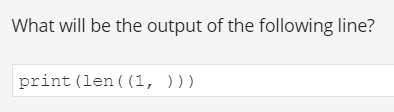 What will be the output of the following line?
print(len((1, )))